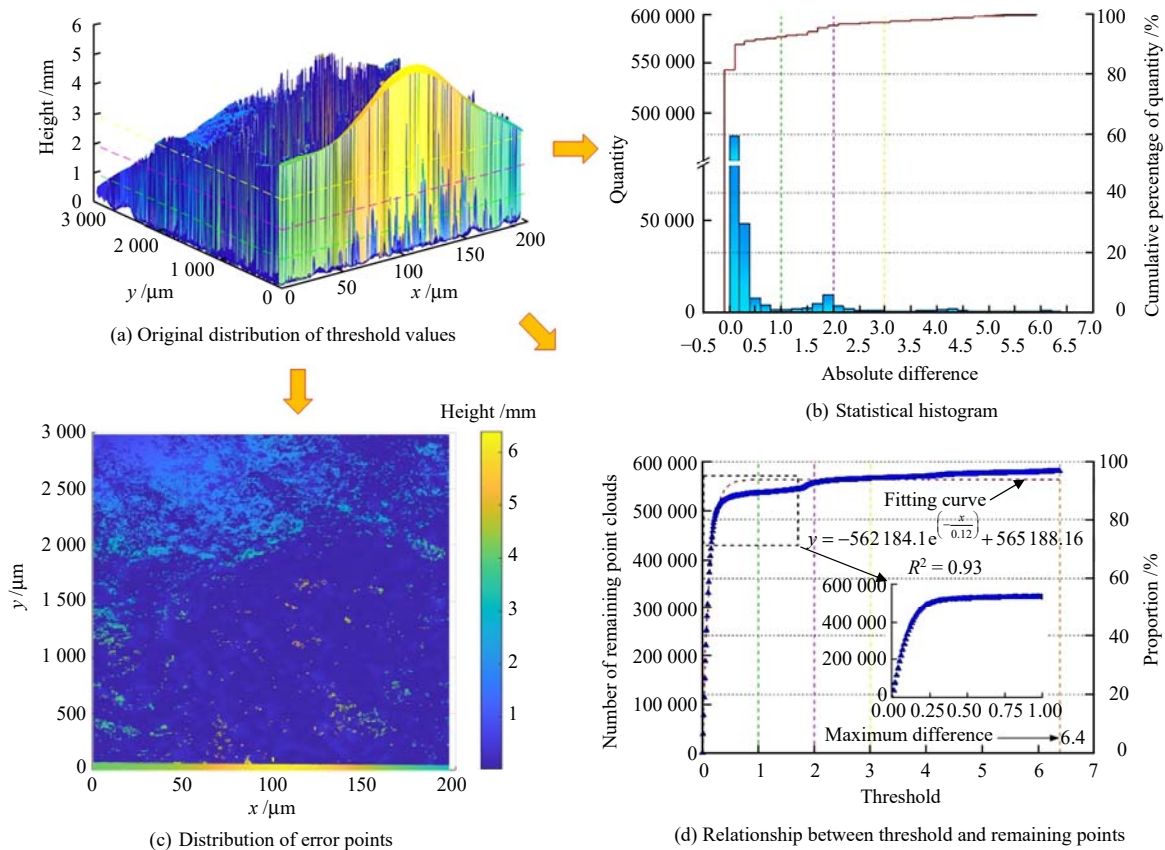 Height /mm
6
5
4
3
2
1
0
3 000
2 000
1 000
0
y /μm
0
50
100
150
200
x /μm
(a) Original distribution of threshold values
600 000
550 000
500 000
50 000
0
Quantity
100
80
60
40
20
0
Cumulative percentage of quantity /%
0.0 1.0 2.0 3.0 4.0 5.0 6.0 7.0
−0.5 0.5 1.5 2.5 3.5 4.5 5.5 6.5
Absolute difference
(b) Statistical histogram
Height /mm
3 000
2 500
2 000
1 500
1 000
500
0
y /μm
6
5
4
3
2
1
0 50 100 150 200
x /μm
(c) Distribution of error points
600 000
500 000
400 000
300 000
200 000
100 000
0
Number of remaining point clouds
100
80
60
40
20
0
Proportion /%
Fitting curve
y = −562 184.1e(−x/0.12) + 565 188.16
R² = 0.93
600 000
400 000
200 000
0
0.00 0.25 0.50 0.75 1.00
Maximum difference 6.4
0 1 2 3 4 5 6 7
Threshold
(d) Relationship between threshold and remaining points